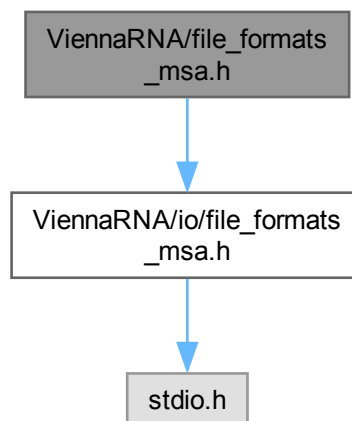 ViennaRNA/file_formats
_msa.h
ViennaRNA/io/file_formats
_msa.h
stdio.h